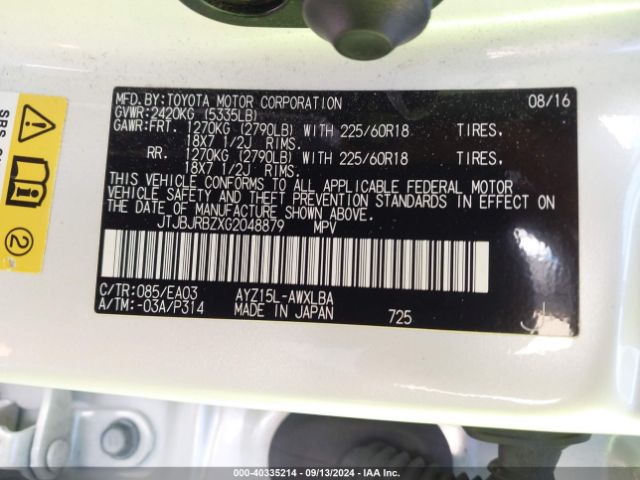 MFD.BY:TOYOTA MOTOR CORPORATION 08/16
GVWR:2420KG (5335LB)
GAWR:FRT. 1270KG (2790LB) WITH 225/60R18 TIRES.
18X7 1/2J RIMS.
RR. 1270KG (2790LB) WITH 225/60R18 TIRES.
18X7 1/2J RIMS.
THIS VEHICLE CONFORMS TO ALL APPLICABLE FEDERAL MOTOR
VEHICLE SAFETY AND THEFT PREVENTION STANDARDS IN EFFECT ON
THE DATE OF MANUFACTURE SHOWN ABOVE.
JTJBJRBZXG2048879 MPV
C/TR:085/EA03 AYZ15L-AWXLBA
A/TM:-03A/P314 MADE IN JAPAN 725
2
000-40335214 - 09/13/2024 - IAA Inc.